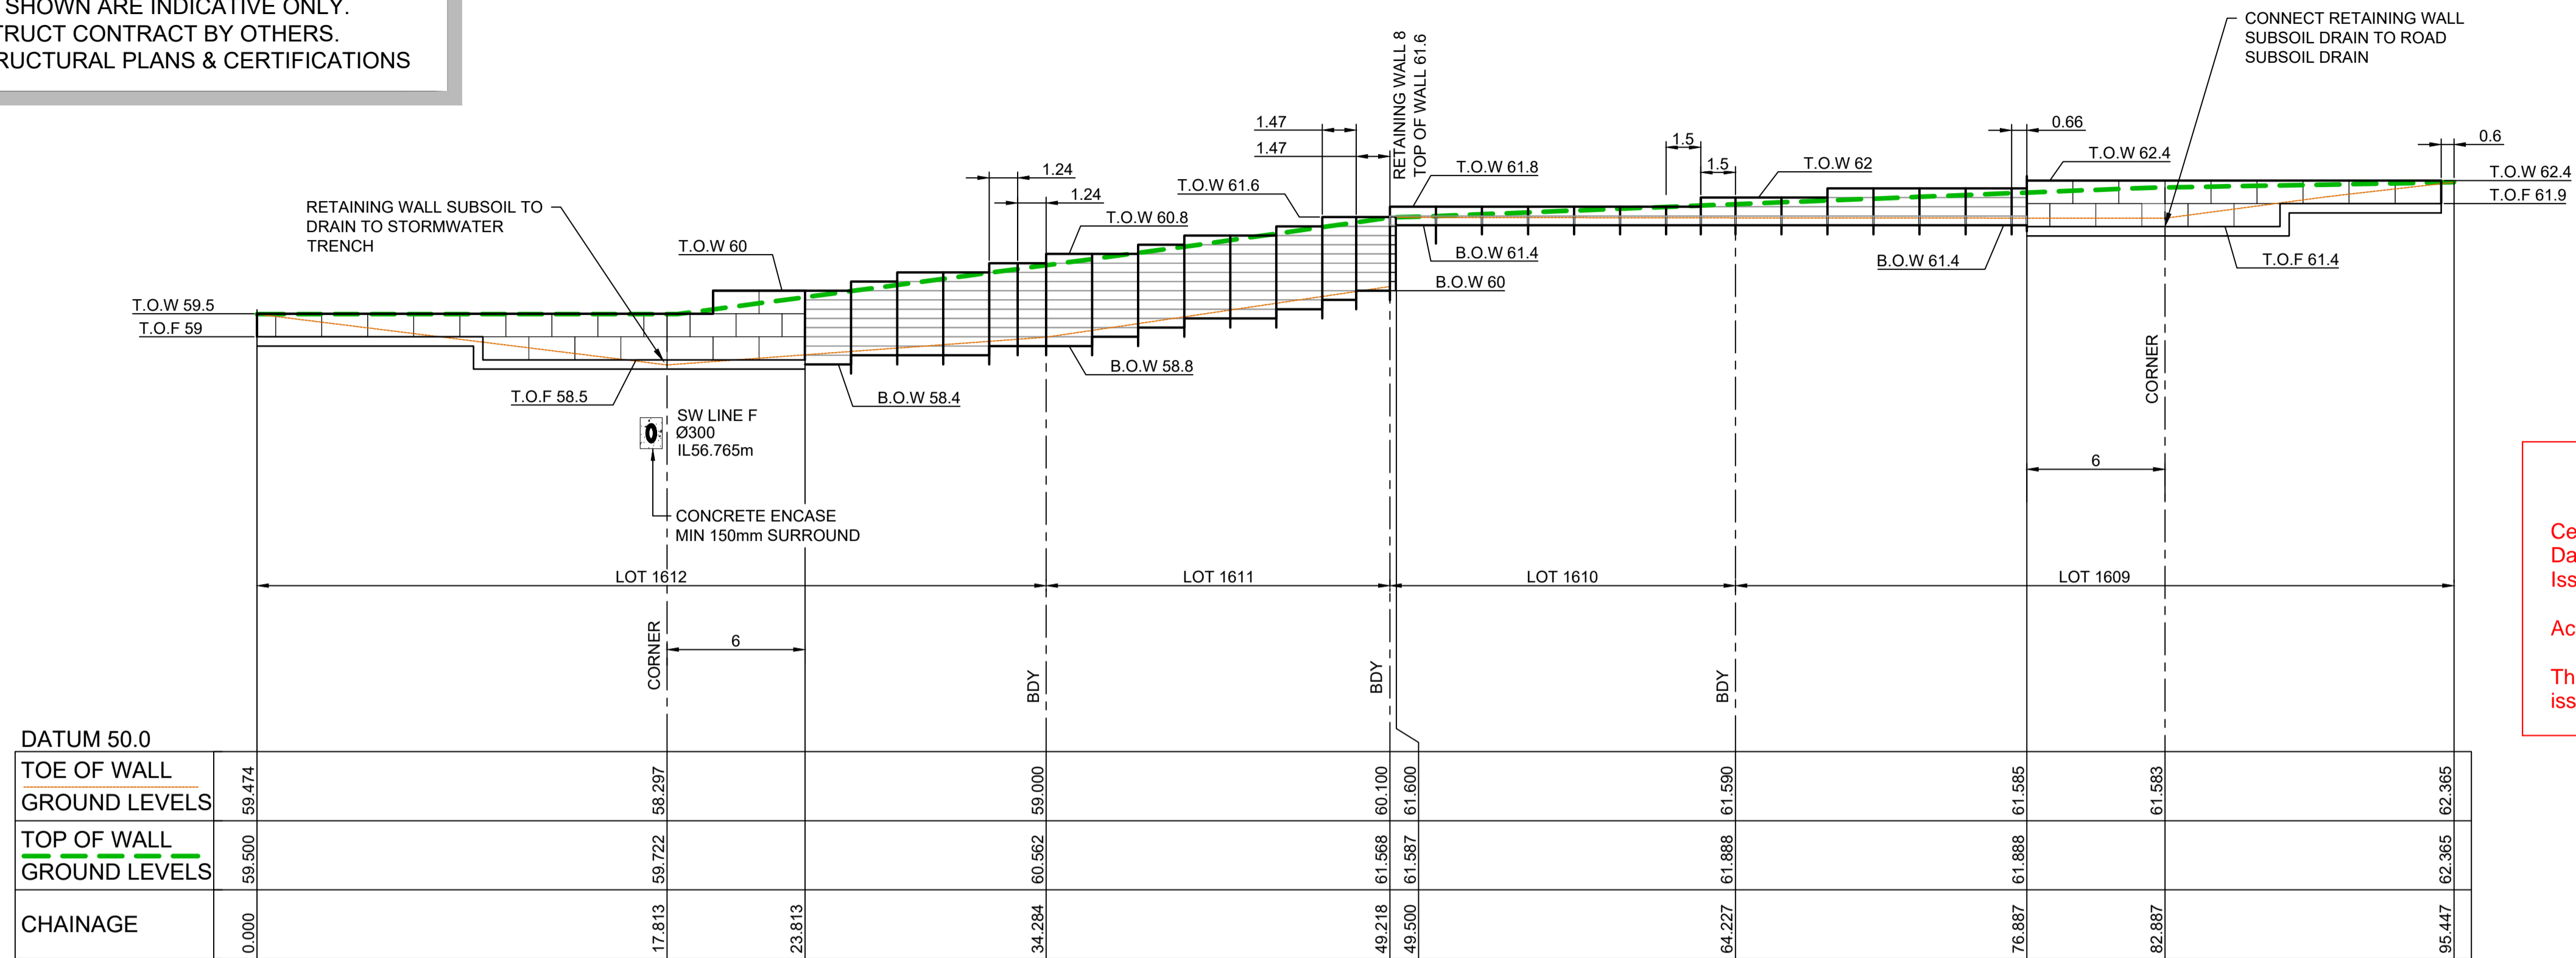 SHOWN ARE INDICATIVE ONLY.
TRUCT CONTRACT BY OTHERS.
RUCTURAL PLANS & CERTIFICATIONS
CONNECT RETAINING WALL
SUBSOIL DRAIN TO ROAD
SUBSOIL DRAIN
RETAINING WALL 8
TOP OF WALL 61.6
1.47
1.47
1.5
1.5
0.66
0.6
1.24
1.24
T.O.W 61.8
T.O.W 62
T.O.W 62.4
T.O.W 62.4
T.O.F 61.9
T.O.W 61.6
T.O.W 60.8
RETAINING WALL SUBSOIL TO
DRAIN TO STORMWATER
TRENCH
T.O.W 60
B.O.W 61.4
B.O.W 60
B.O.W 61.4
T.O.F 61.4
T.O.W 59.5
T.O.F 59
T.O.F 58.5
B.O.W 58.4
B.O.W 58.8
SW LINE F
Ø300
IL56.765m
CONCRETE ENCASE
MIN 150mm SURROUND
CORNER
6
Ce
Da
Iss
Ac
Th
iss
LOT 1612
LOT 1611
LOT 1610
LOT 1609
CORNER
6
BDY
BDY
BDY
DATUM 50.0
TOE OF WALL
GROUND LEVELS
59.474
58.297
59.000
60.100
61.600
61.590
61.585
61.583
62.365
TOP OF WALL
GROUND LEVELS
59.500
59.722
60.562
61.568
61.587
61.888
61.888
62.365
CHAINAGE
0.000
17.813
23.813
34.284
49.218
49.500
64.227
76.887
82.887
95.447